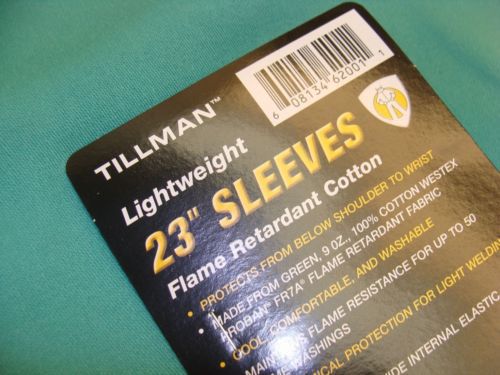 6 08134 62001 1
TILLMAN™
Lightweight
23" SLEEVES
Flame Retardant Cotton
• PROTECTS FROM BELOW SHOULDER TO WRIST
• MADE FROM GREEN, 9 OZ., 100% COTTON WESTEX
PROBAN® FR7A® FLAME RETARDANT FABRIC
• COOL, COMFORTABLE, AND WASHABLE
FLAME RESISTANCE FOR UP TO 50
WASHINGS
PROTECTION FOR LIGHT WELDIN
WIDE INTERNAL ELASTIC